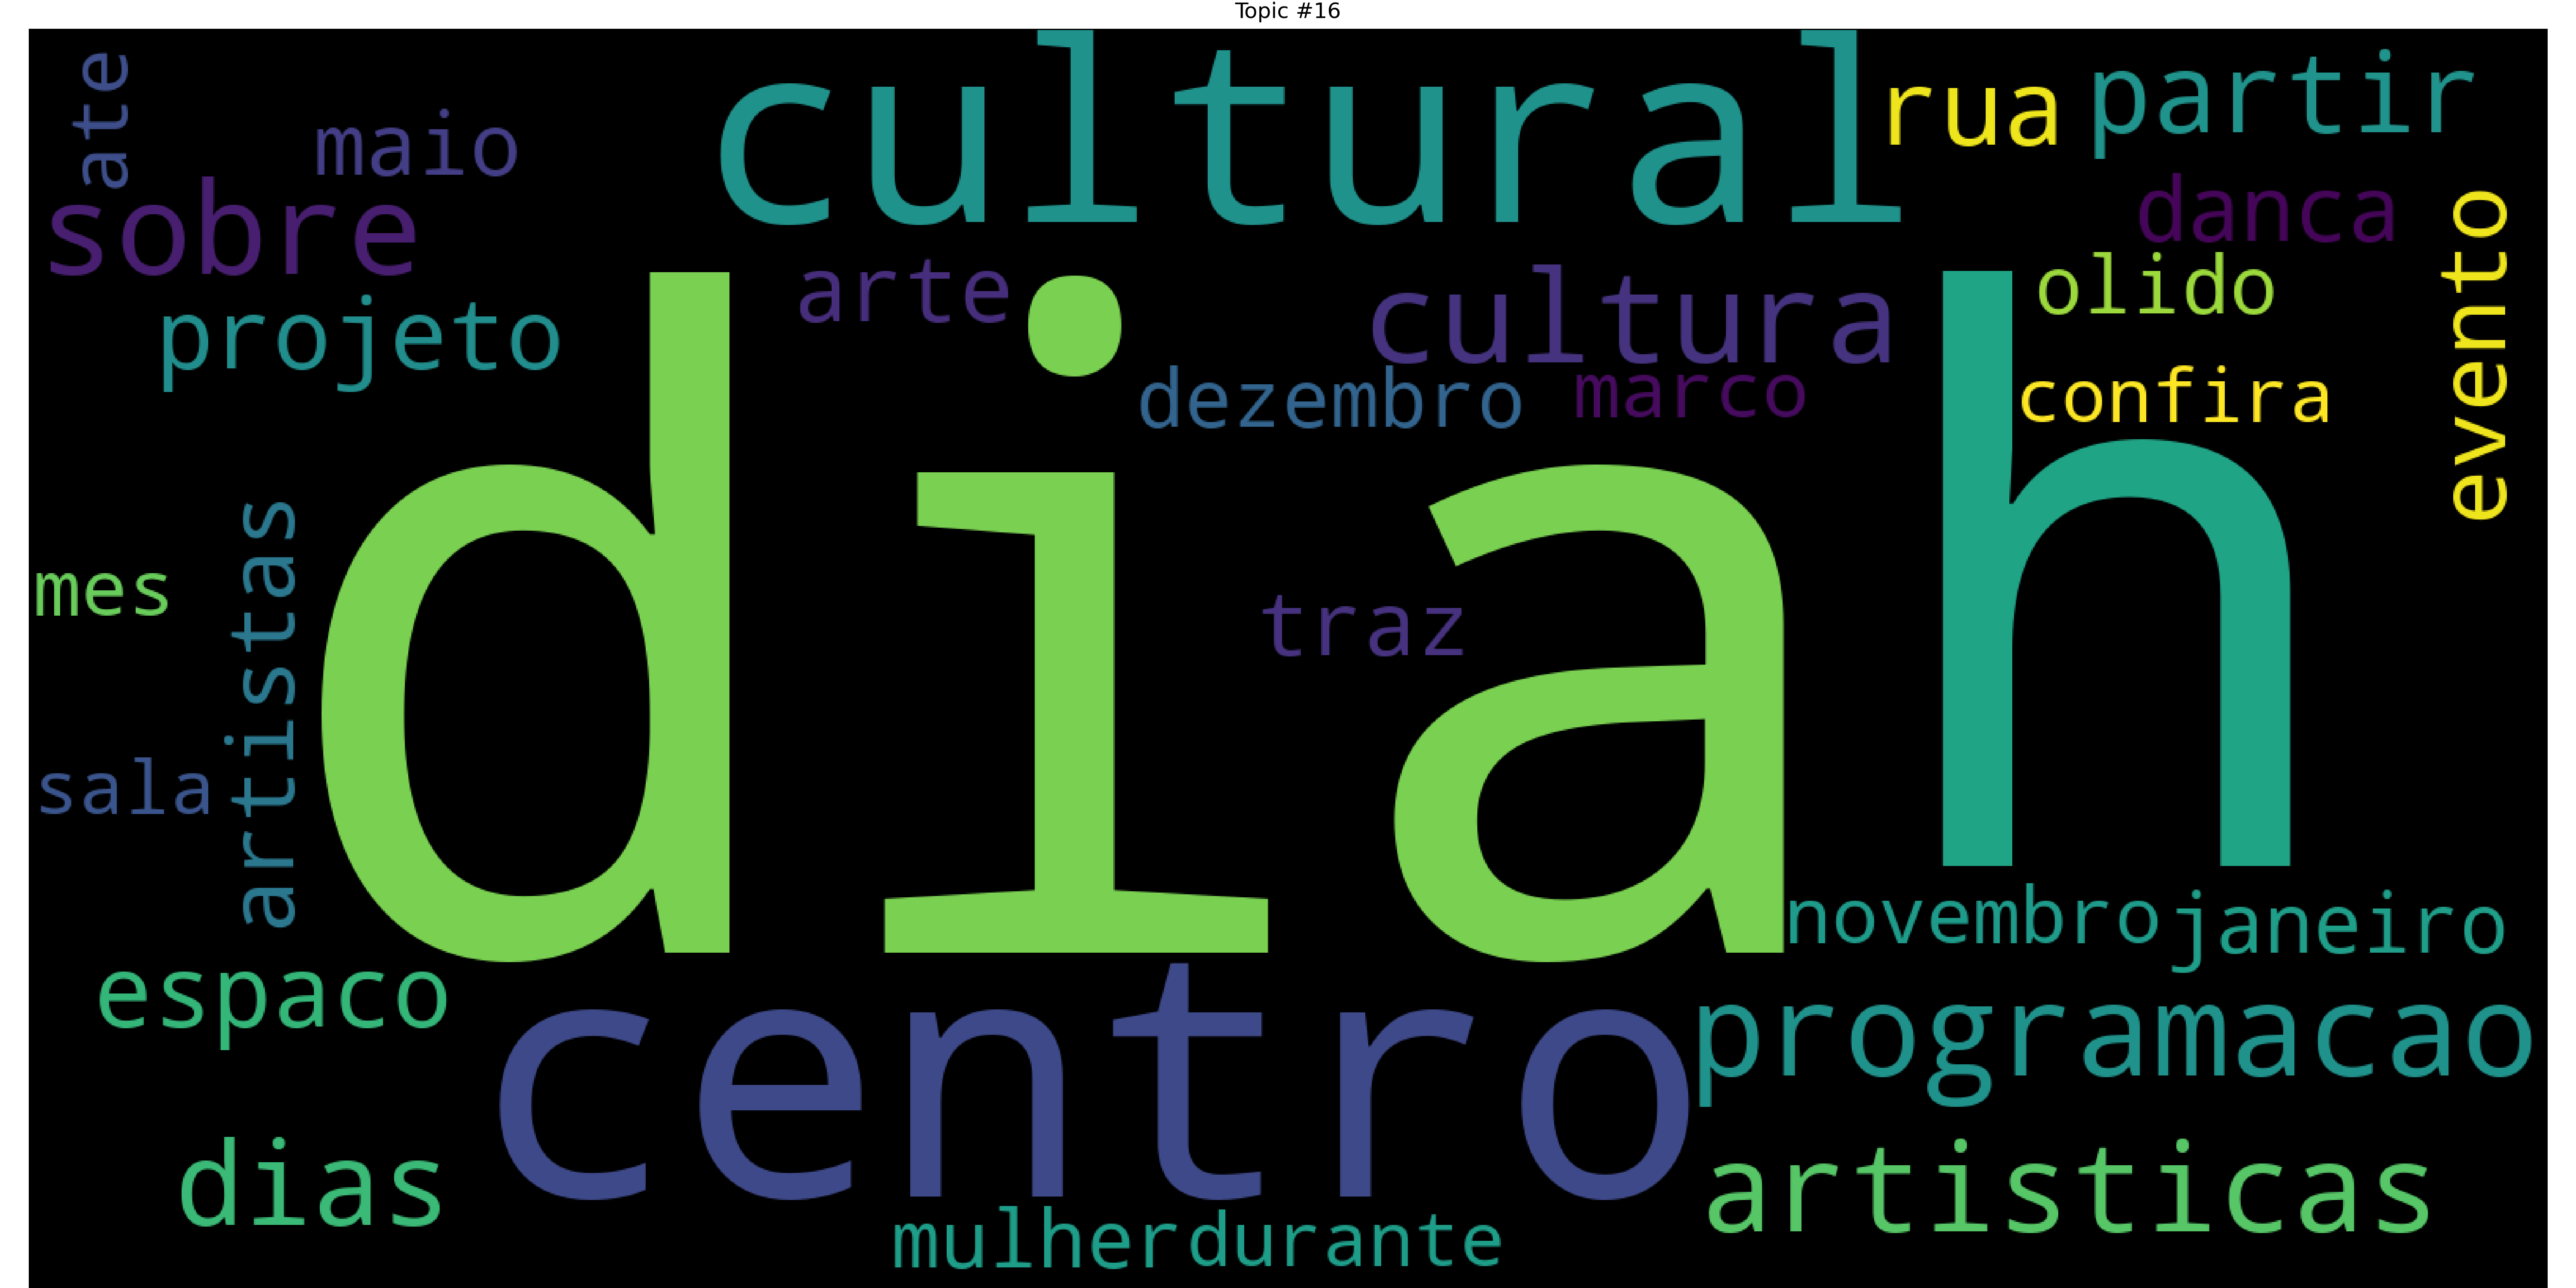 Topic #16
ate
maio
cultural
rua
partir
sobre
danca
evento
arte
cultura
olido
projeto
dezembro
marco
confira
dia
h
mes
artistas
traz
sala
novembro
janeiro
espaco
centro
programacao
dias
artisticas
mulher
durante